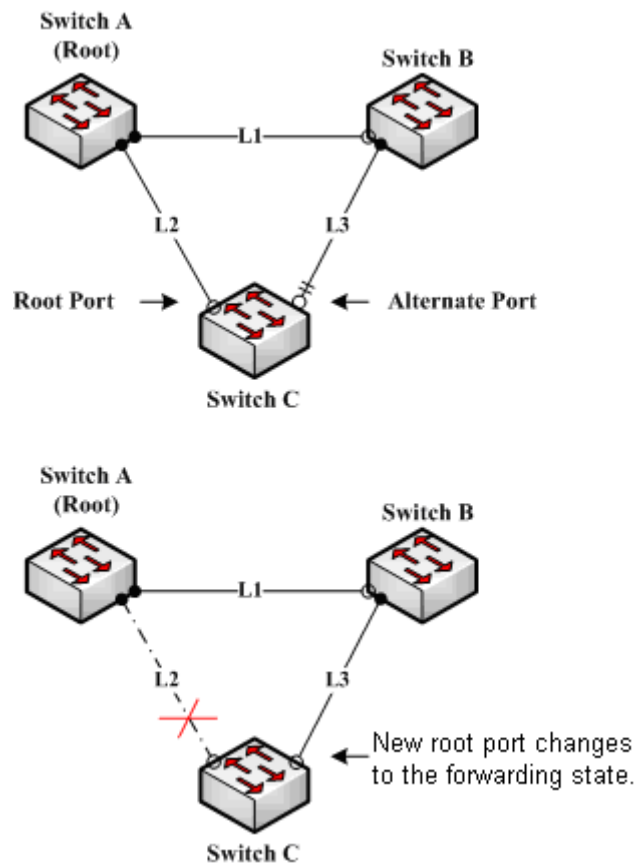 Switch A
(Root)
Switch B
L1
L2
L3
Root Port
Alternate Port
Switch C
Switch A
(Root)
Switch B
L1
L2
L3
New root port changes
to the forwarding state.
Switch C